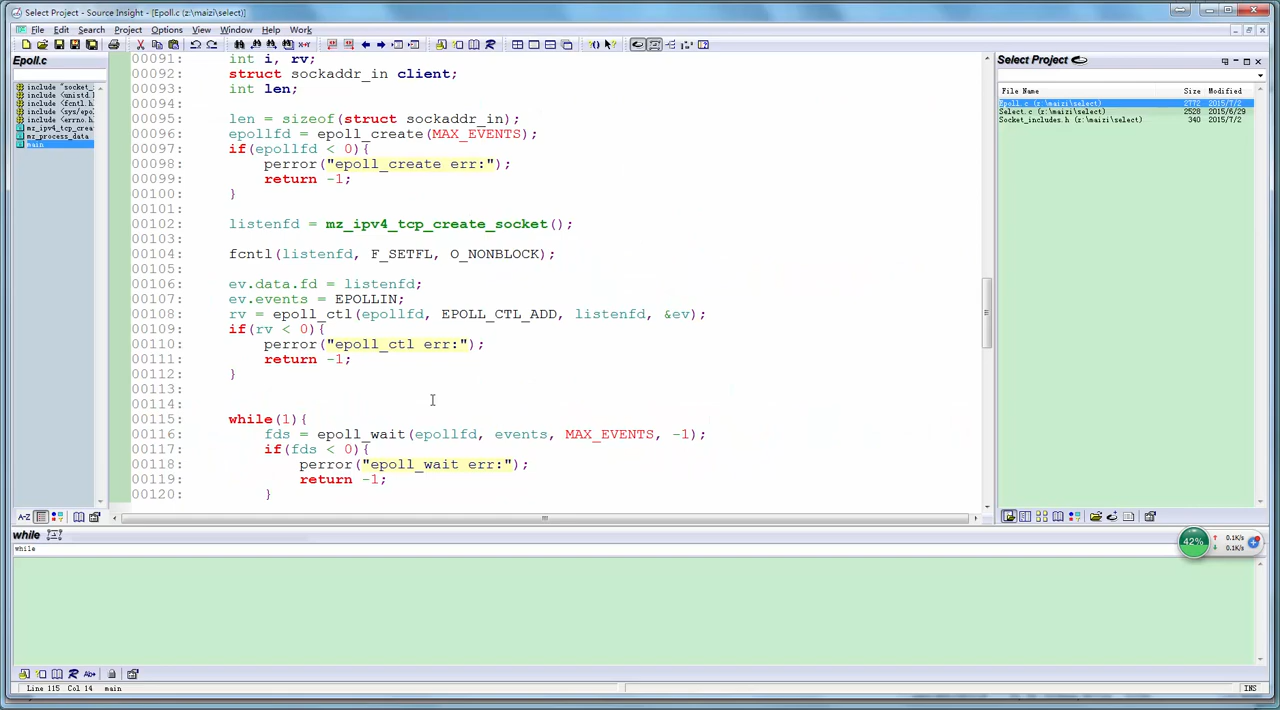 Select Project - Source Insight - [Epoll.c (z:\maizi\select)]
File Edit Search Project Options View Window Help Work
Epoll.c
include "socket_
include <unistd.
include <fcntl.h
include <sys/epo
include <errno.h
mz_ipv4_tcp_crea
mz_process_data
main
00091: int i, rv;
00092: struct sockaddr_in client;
00093: int len;
00094:
00095: len = sizeof(struct sockaddr_in);
00096: epollfd = epoll_create(MAX_EVENTS);
00097: if(epollfd < 0){
00098: perror("epoll_create err:");
00099: return -1;
00100: }
00101:
00102: listenfd = mz_ipv4_tcp_create_socket();
00103:
00104: fcntl(listenfd, F_SETFL, O_NONBLOCK);
00105:
00106: ev.data.fd = listenfd;
00107: ev.events = EPOLLIN;
00108: rv = epoll_ctl(epollfd, EPOLL_CTL_ADD, listenfd, &ev);
00109: if(rv < 0){
00110: perror("epoll_ctl err:");
00111: return -1;
00112: }
00113:
00114:
00115: while(1){
00116: fds = epoll_wait(epollfd, events, MAX_EVENTS, -1);
00117: if(fds < 0){
00118: perror("epoll_wait err:");
00119: return -1;
00120: }
Select Project
File Name Size Modified
Epoll.c (z:\maizi\select) 2772 2015/7/2
Select.c (z:\maizi\select) 2528 2015/6/29
Socket_includes.h (z:\maizi\select) 340 2015/7/2
A-Z
while
while
42%
0.1K/s
0.1K/s
Line 115 Col 14 main
INS